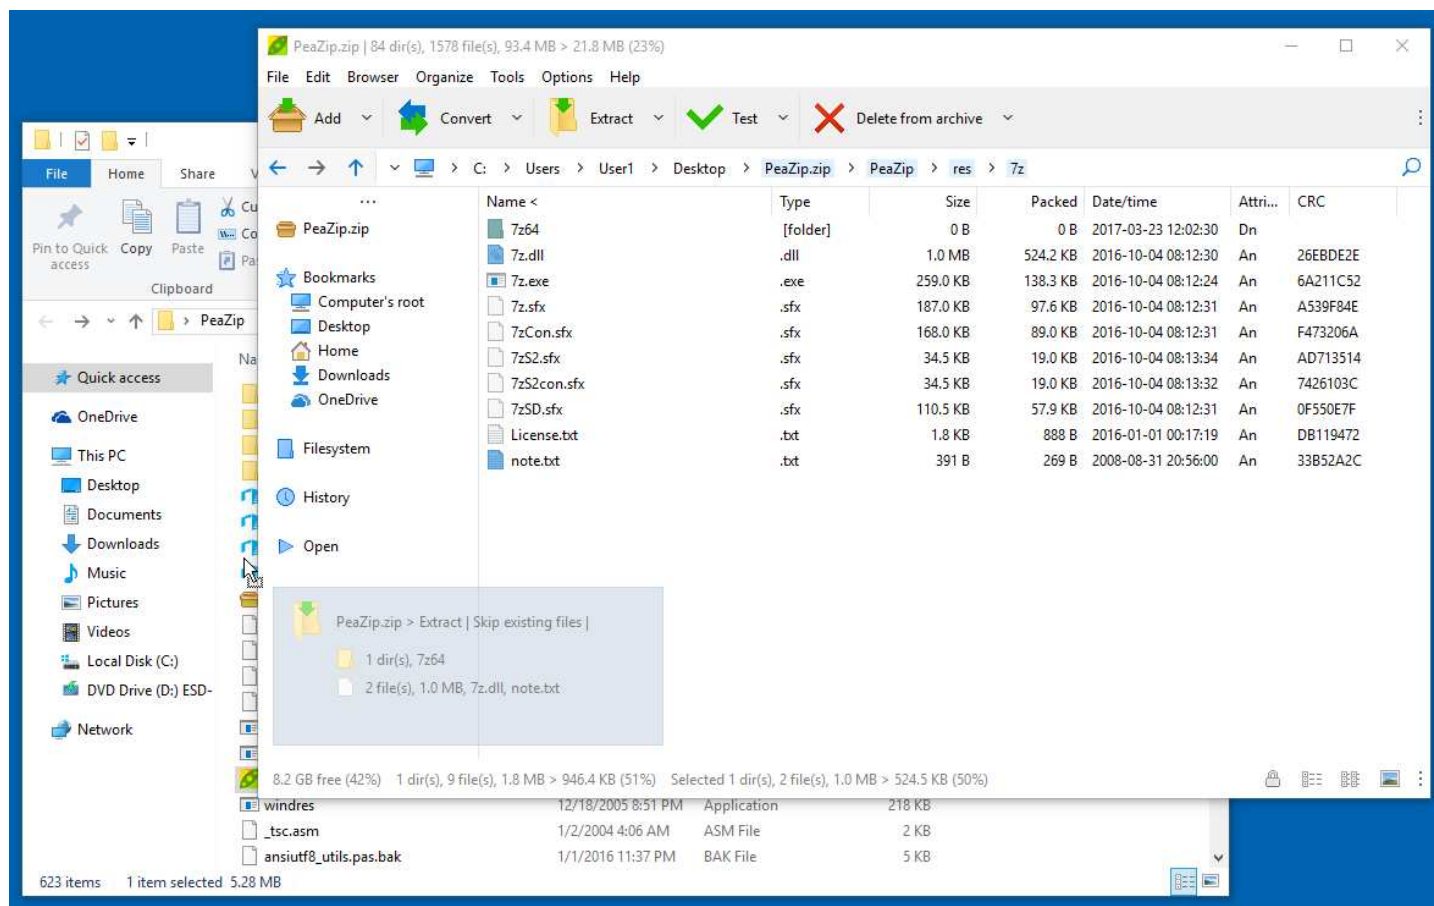 PeaZip.zip | 84 dir(s), 1578 file(s), 93.4 MB > 21.8 MB (23%)
File Edit Browser Organize Tools Options Help
Add Convert Extract Test Delete from archive
C: > Users > User1 > Desktop > PeaZip.zip > PeaZip > res > 7z
...
PeaZip.zip
Bookmarks
Computer's root
Desktop
Home
Downloads
OneDrive
Filesystem
History
Open
Name < Type Size Packed Date/time Attri... CRC
7z64 [folder] 0 B 0 B 2017-03-23 12:02:30 Dn
7z.dll .dll 1.0 MB 524.2 KB 2016-10-04 08:12:30 An 26EBDE2E
7z.exe .exe 259.0 KB 138.3 KB 2016-10-04 08:12:24 An 6A211C52
7z.sfx .sfx 187.0 KB 97.6 KB 2016-10-04 08:12:31 An A539F84E
7zCon.sfx .sfx 168.0 KB 89.0 KB 2016-10-04 08:12:31 An F473206A
7zS2.sfx .sfx 34.5 KB 19.0 KB 2016-10-04 08:13:34 An AD713514
7zS2con.sfx .sfx 34.5 KB 19.0 KB 2016-10-04 08:13:32 An 7426103C
7zSD.sfx .sfx 110.5 KB 57.9 KB 2016-10-04 08:12:31 An 0F550E7F
License.txt .txt 1.8 KB 888 B 2016-01-01 00:17:19 An DB119472
note.txt .txt 391 B 269 B 2008-08-31 20:56:00 An 33B52A2C
PeaZip.zip > Extract | Skip existing files |
1 dir(s), 7z64
2 file(s), 1.0 MB, 7z.dll, note.txt
8.2 GB free (42%) 1 dir(s), 9 file(s), 1.8 MB > 946.4 KB (51%) Selected 1 dir(s), 2 file(s), 1.0 MB > 524.5 KB (50%)
File Home Share V
Pin to Quick access
Copy
Paste
Cu
Co
Pa
Clipboard
> PeaZip
Na
Quick access
OneDrive
This PC
Desktop
Documents
Downloads
Music
Pictures
Videos
Local Disk (C:)
DVD Drive (D:) ESD-
Network
windres 12/18/2005 8:51 PM Application 218 KB
_tsc.asm 1/2/2004 4:06 AM ASM File 2 KB
ansiutf8_utils.pas.bak 1/1/2016 11:37 PM BAK File 5 KB
623 items 1 item selected 5.28 MB